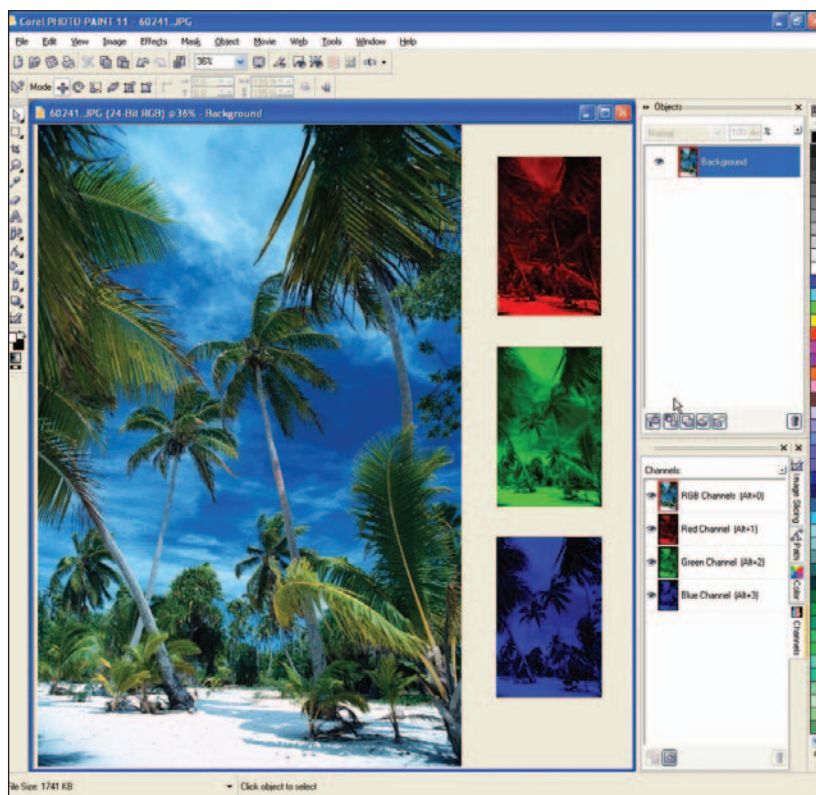 Corel PHOTO PAINT 11 - 60241..JPG
File Edit View Image Effects Mask Object Movie Web Tools Window Help
36%
Mode
60241..JPG (24-Bit RGB) @36% - Background
Objects
Normal 100 %
Background
Channels:
RGB Channels (Alt+0)
Red Channel (Alt+1)
Green Channel (Alt+2)
Blue Channel (Alt+3)
Image Slicing
Path
Color
Channels
File Size: 1741 KB Click object to select